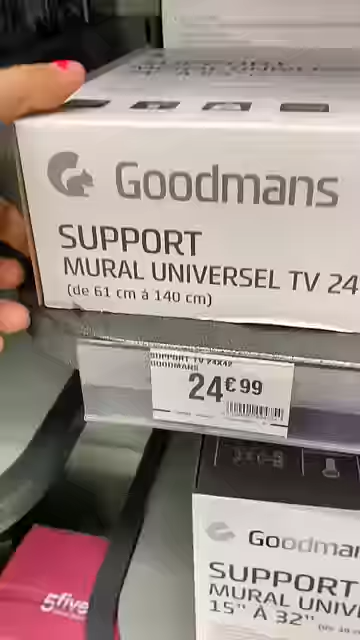 Goodmans
SUPPORT
MURAL UNIVERSEL TV 24
(de 61 cm à 140 cm)
SUPPORT TV 24X42
GOODMANS
24€99
Goodmans
SUPPORT
MURAL UNIVE
15" À 32"
5five